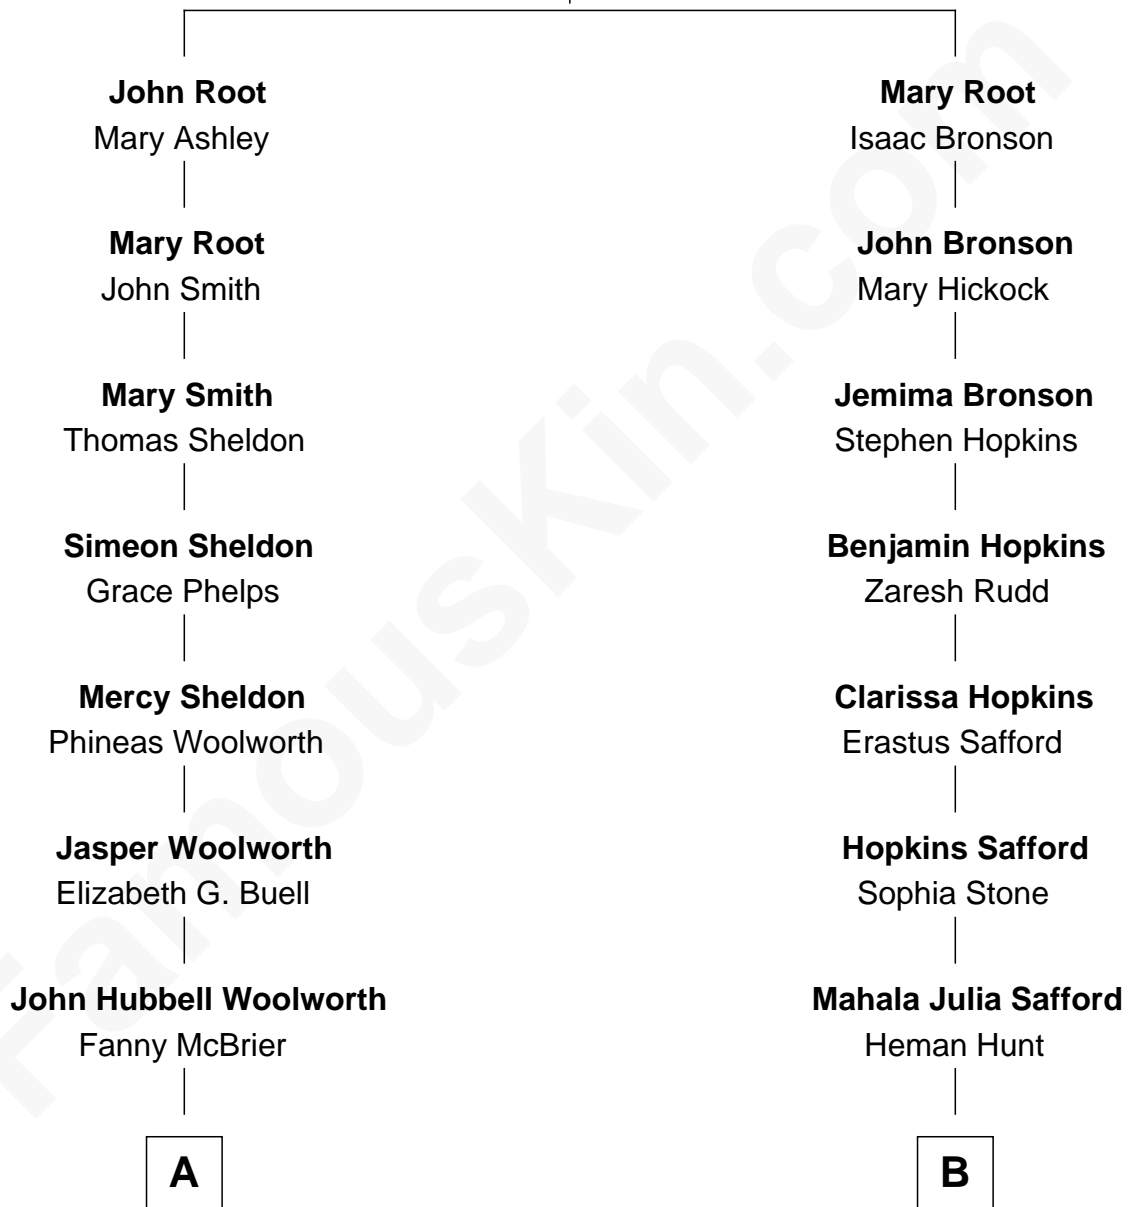 John Root
Mary Ashley
Mary Root
John Smith
Mary Smith
Thomas Sheldon
Simeon Sheldon
Grace Phelps
Mercy Sheldon
Phineas Woolworth
Jasper Woolworth
Elizabeth G. Buell
John Hubbell Woolworth
Fanny McBrier
A
Mary Root
Isaac Bronson
John Bronson
Mary Hickock
Jemima Bronson
Stephen Hopkins
Benjamin Hopkins
Zaresh Rudd
Clarissa Hopkins
Erastus Safford
Hopkins Safford
Sophia Stone
Mahala Julia Safford
Heman Hunt
B
FamousKin.com